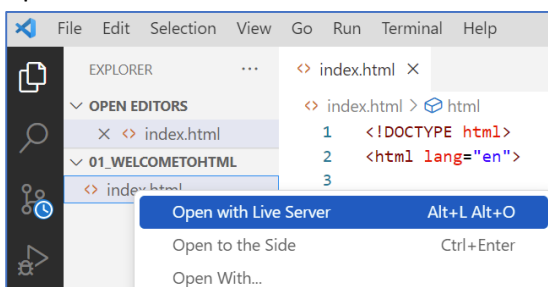 File Edit Selection View Go Run Terminal Help
EXPLORER ... index.html
OPEN EDITORS
index.html > html
index.html
1 <!DOCTYPE html>
01_WELCOMETOHTML
2 <html lang="en">
3
index.html
Open with Live Server Alt+L Alt+O
Open to the Side Ctrl+Enter
Open With...